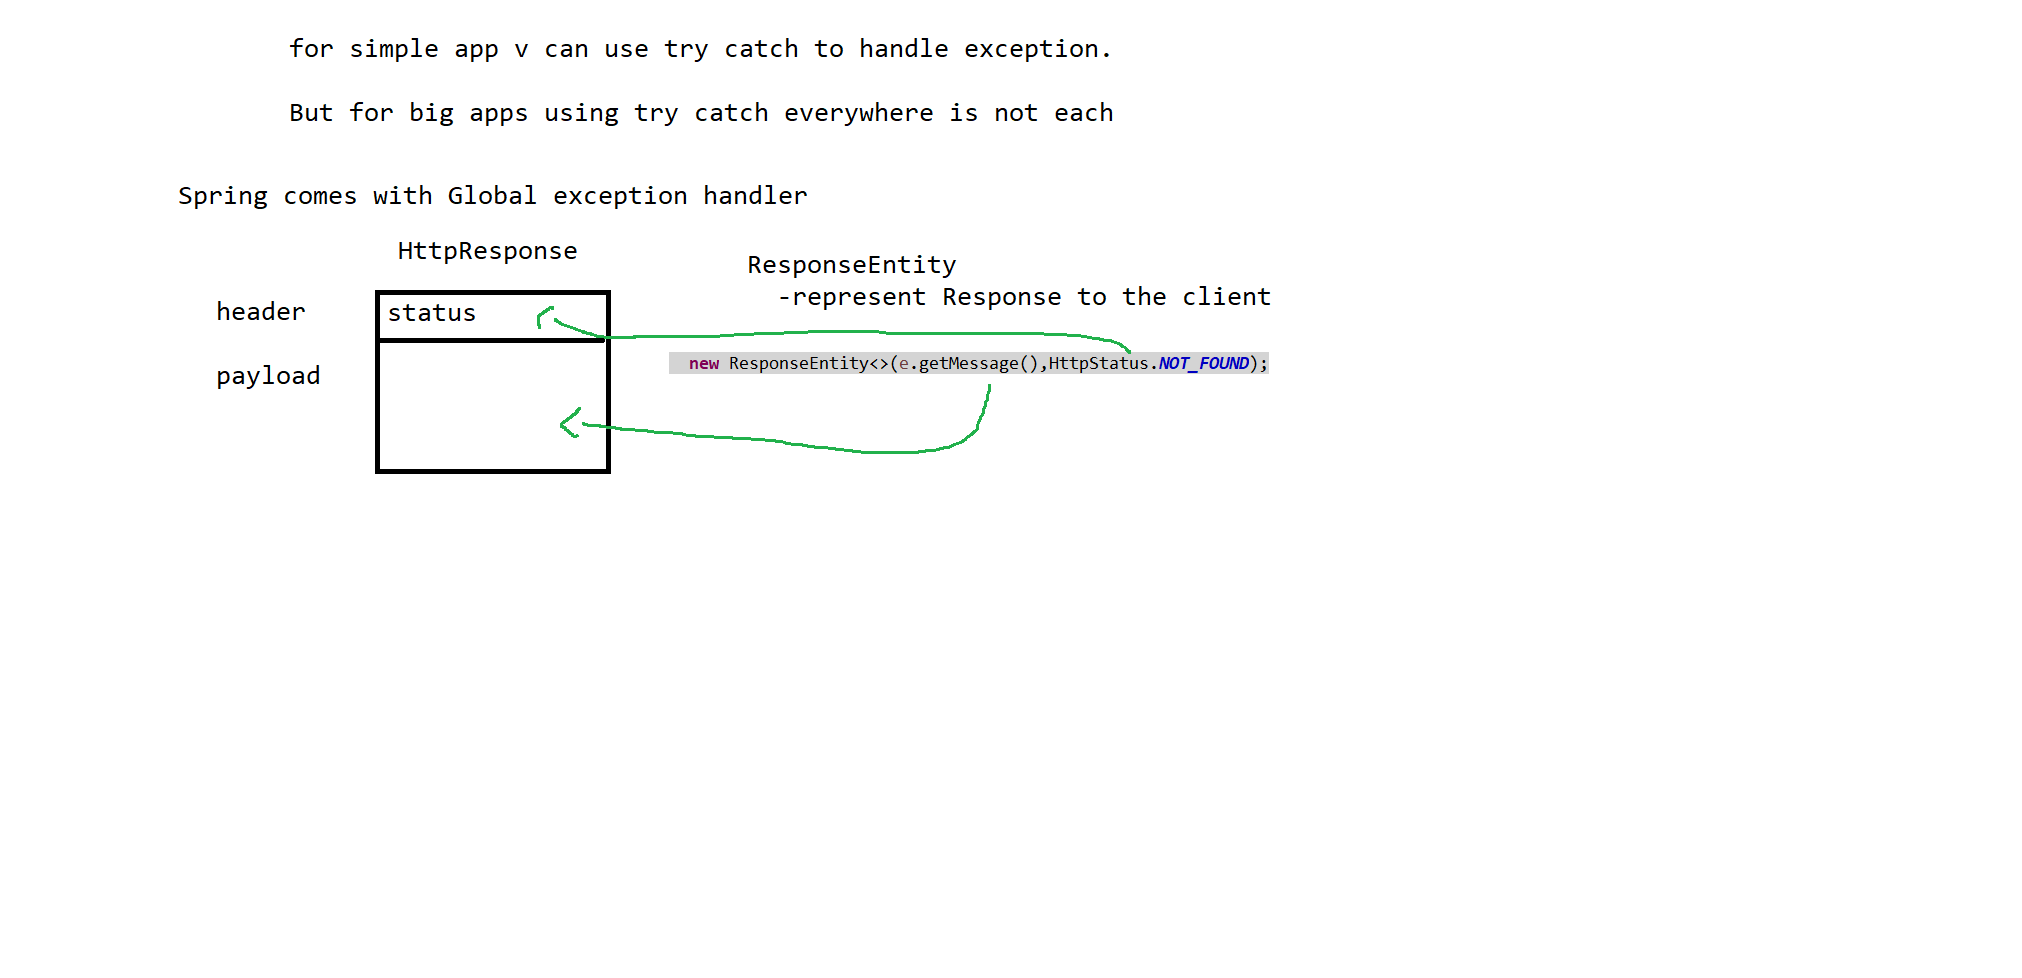 for simple app v can use try catch to handle exception.
But for big apps using try catch everywhere is not each
Spring comes with Global exception handler
HttpResponse
ResponseEntity
-represent Response to the client
header
status
new ResponseEntity<>(e.getMessage(),HttpStatus.NOT_FOUND);
payload